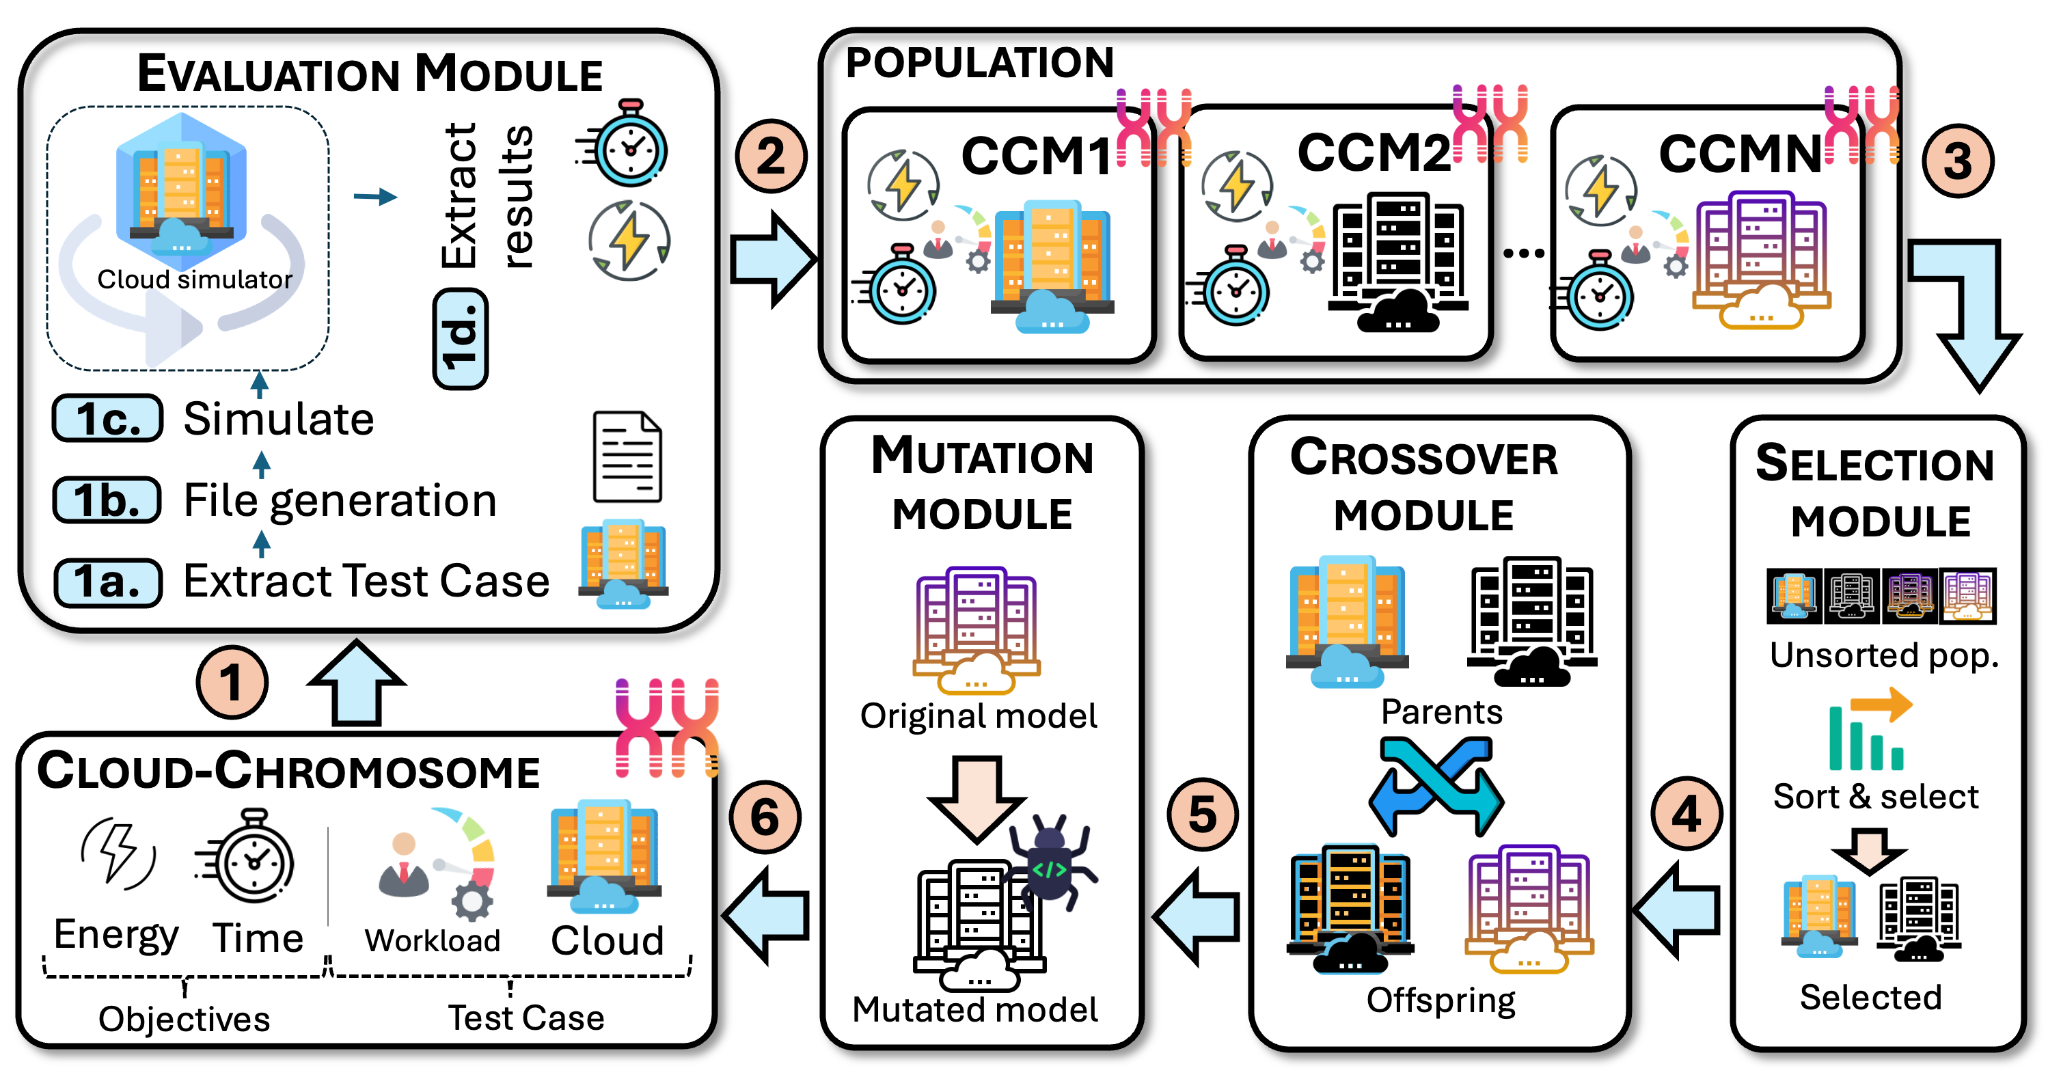 EVALUATION MODULE
Cloud simulator
1d. Extract
results
1c. Simulate
1b. File generation
1a. Extract Test Case
1
2
POPULATION
CCM1
CCM2
...
CCMN
3
SELECTION
MODULE
Unsorted pop.
Sort & select
Selected
4
CROSSOVER
MODULE
Parents
Offspring
5
MUTATION
MODULE
Original model
</>
Mutated model
6
CLOUD-CHROMOSOME
Energy Time Workload Cloud
Objectives Test Case